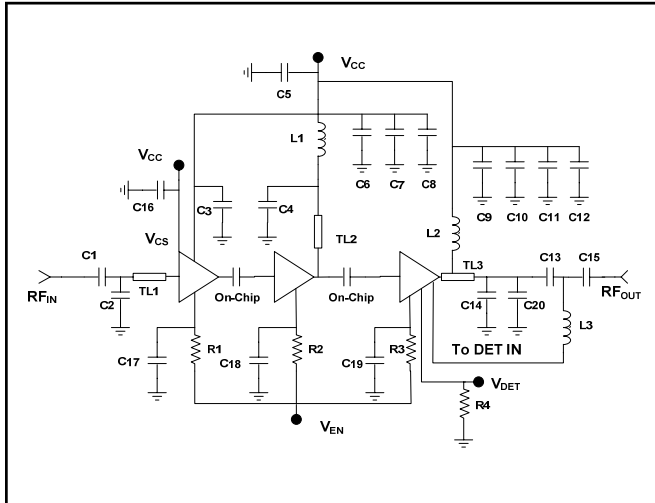 VCC
C5
L1
VCC
C6 C7 C8
C16
C3
C4
C9 C10 C11 C12
VCS
TL2
L2
C1
TL1
TL3
C13 C15
RFIN
C2
On-Chip
On-Chip
C14
C20
RFOUT
L3
C17
R1
C18
R2
C19
R3
To DET IN
VDET
R4
VEN